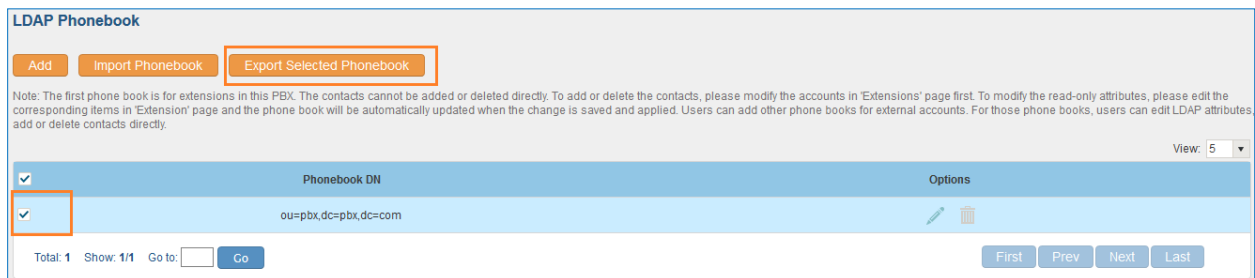 LDAP Phonebook
Add Import Phonebook Export Selected Phonebook
Note: The first phone book is for extensions in this PBX. The contacts cannot be added or deleted directly. To add or delete the contacts, please modify the accounts in 'Extensions' page first. To modify the read-only attributes, please edit the
corresponding items in 'Extension' page and the phone book will be automatically updated when the change is saved and applied. Users can add other phone books for external accounts. For those phone books, users can edit LDAP attributes,
add or delete contacts directly.
View: 5
Phonebook DN Options
ou=pbx,dc=pbx,dc=com
Total: 1 Show: 1/1 Go to: Go First Prev Next Last